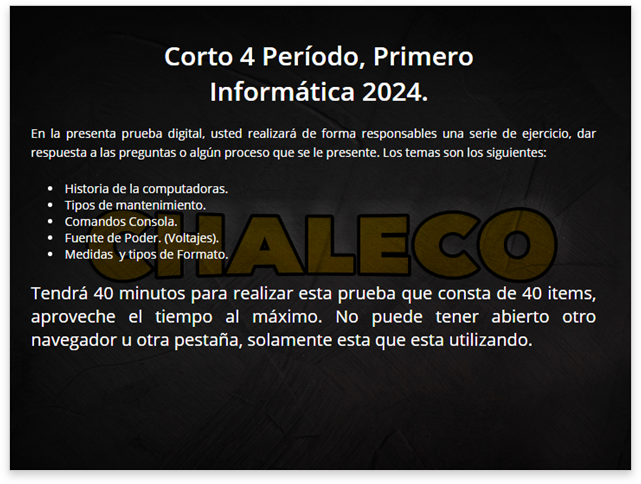 Corto 4 Período, Primero
Informática 2024.
En la presenta prueba digital, usted realizará de forma responsables una serie de ejercicio, dar
respuesta a las preguntas o algún proceso que se le presente. Los temas son los siguientes:
• Historia de la computadoras.
• Tipos de mantenimiento.
• Comandos Consola.
• Fuente de Poder. (Voltajes).
• Medidas y tipos de Formato.
CHALECO
Tendrá 40 minutos para realizar esta prueba que consta de 40 items,
aproveche el tiempo al máximo. No puede tener abierto otro
navegador u otra pestaña, solamente esta que esta utilizando.